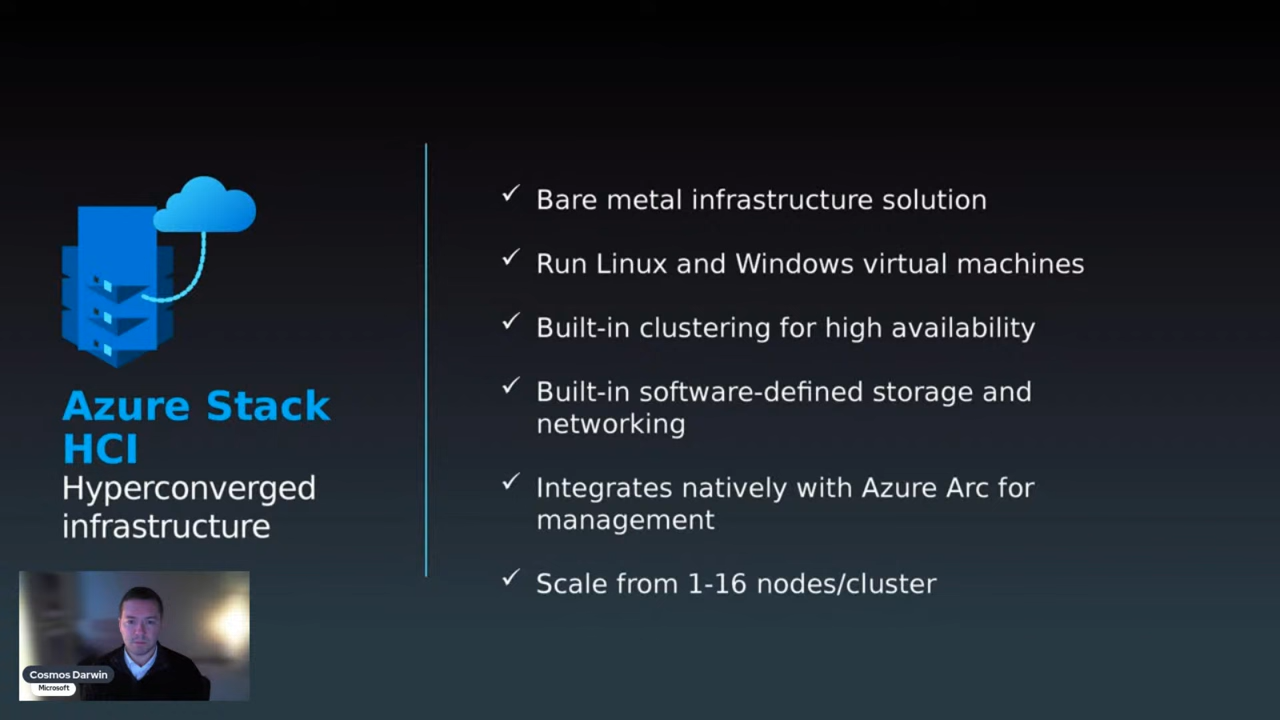 Azure Stack
HCI
Hyperconverged
infrastructure
✓ Bare metal infrastructure solution
✓ Run Linux and Windows virtual machines
✓ Built-in clustering for high availability
✓ Built-in software-defined storage and
networking
✓ Integrates natively with Azure Arc for
management
✓ Scale from 1-16 nodes/cluster
Cosmos Darwin
Microsoft